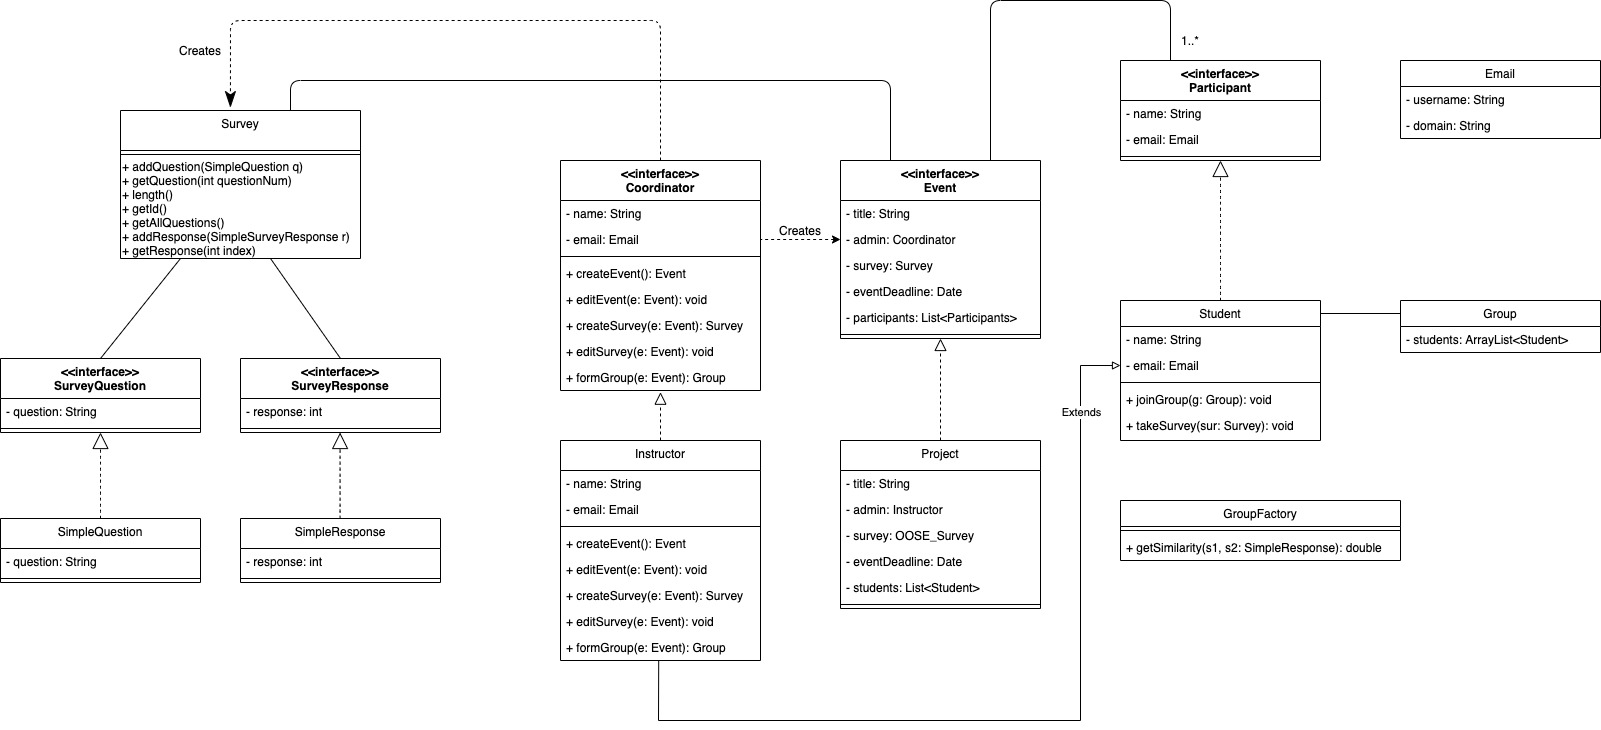 Creates
1..*
<<interface>>
Participant
- name: String
- email: Email
Email
- username: String
- domain: String
Survey
+ addQuestion(SimpleQuestion q)
+ getQuestion(int questionNum)
+ length()
+ getId()
+ getAllQuestions()
+ addResponse(SimpleSurveyResponse r)
+ getResponse(int index)
<<interface>>
Coordinator
- name: String
- email: Email
+ createEvent(): Event
+ editEvent(e: Event): void
+ createSurvey(e: Event): Survey
+ editSurvey(e: Event): void
+ formGroup(e: Event): Group
Creates
<<interface>>
Event
- title: String
- admin: Coordinator
- survey: Survey
- eventDeadline: Date
- participants: List<Participants>
Student
- name: String
- email: Email
+ joinGroup(g: Group): void
+ takeSurvey(sur: Survey): void
Group
- students: ArrayList<Student>
<<interface>>
SurveyQuestion
- question: String
<<interface>>
SurveyResponse
- response: int
Extends
SimpleQuestion
- question: String
SimpleResponse
- response: int
Instructor
- name: String
- email: Email
+ createEvent(): Event
+ editEvent(e: Event): void
+ createSurvey(e: Event): Survey
+ editSurvey(e: Event): void
+ formGroup(e: Event): Group
Project
- title: String
- admin: Instructor
- survey: OOSE_Survey
- eventDeadline: Date
- students: List<Student>
GroupFactory
+ getSimilarity(s1, s2: SimpleResponse): double